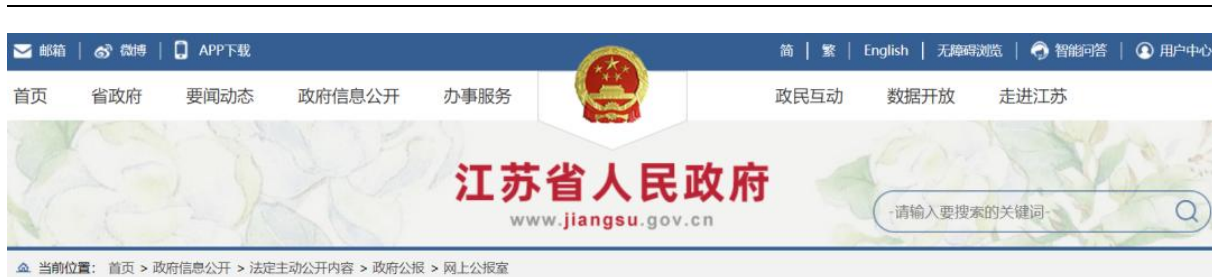 邮箱 | 微博 | APP下载 简 | 繁 | English | 无障碍浏览 | 智能问答 | 用户中心
首页 省政府 要闻动态 政府信息公开 办事服务 政民互动 数据开放 走进江苏
江苏省人民政府
www.jiangsu.gov.cn
-请输入要搜索的关键词-
当前位置： 首页 > 政府信息公开 > 法定主动公开内容 > 政府公报 > 网上公报室